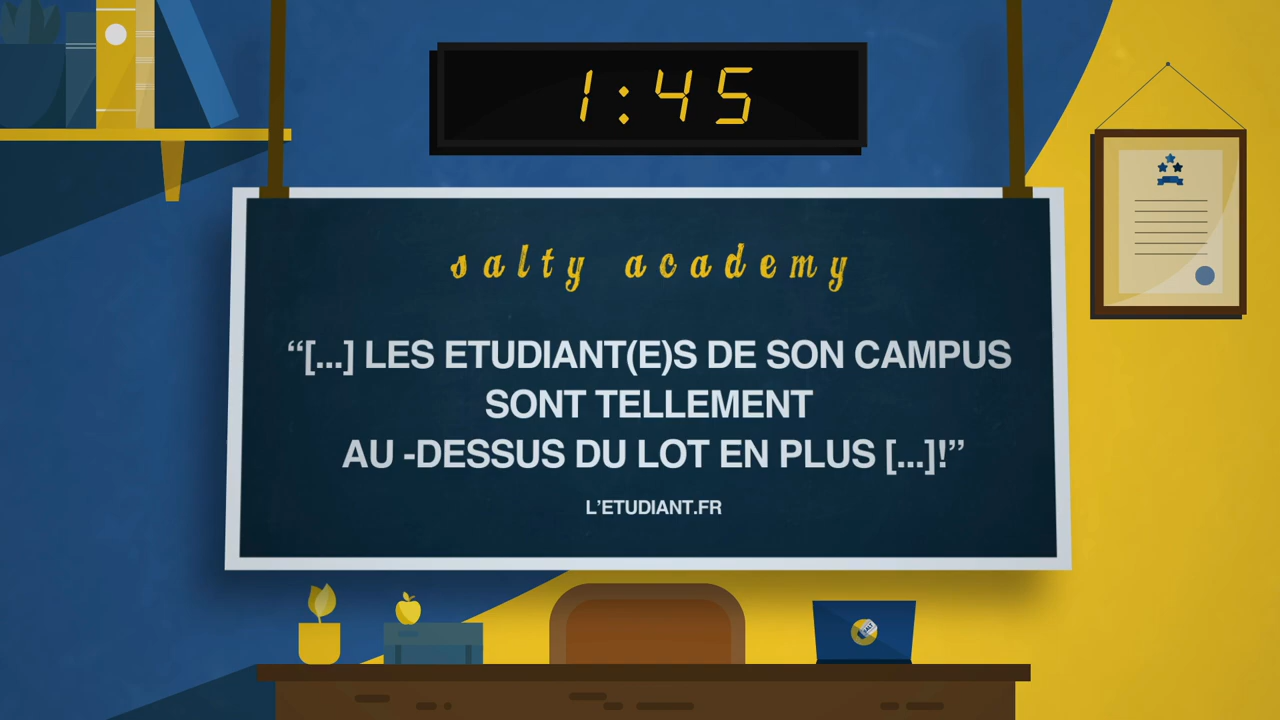 1:45
salty academy
“[...] LES ETUDIANT(E)S DE SON CAMPUS
SONT TELLEMENT
AU -DESSUS DU LOT EN PLUS [...]!”
L’ETUDIANT.FR